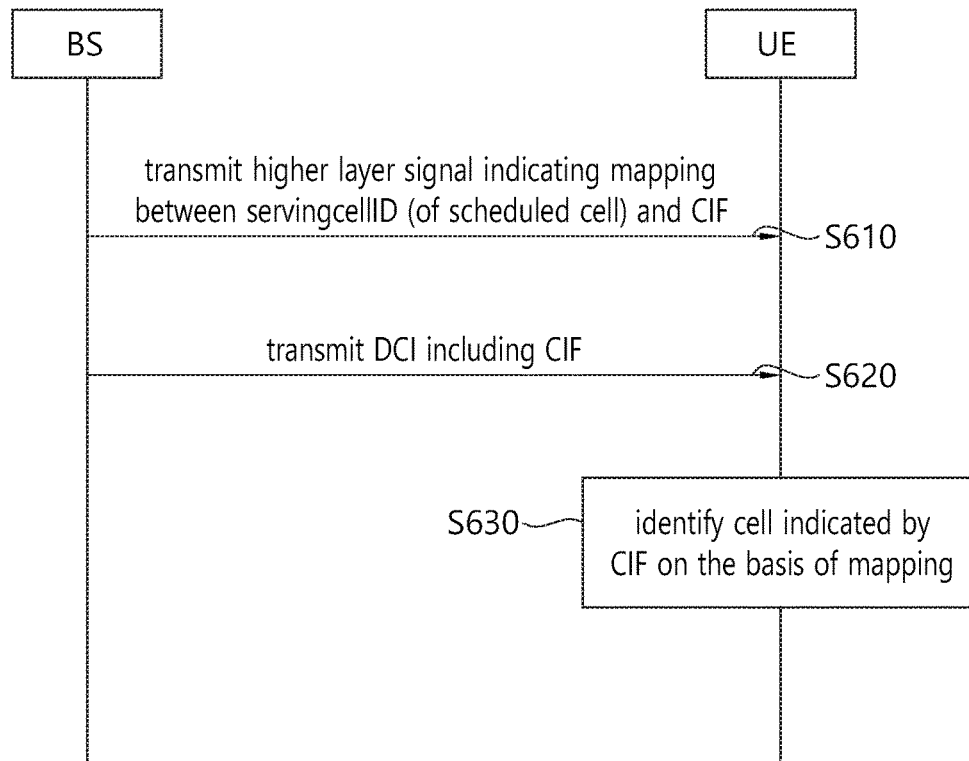 BS
UE
transmit higher layer signal indicating mapping
between servingcellID (of scheduled cell) and CIF
S610
transmit DCI including CIF
S620
S630
identify cell indicated by
CIF on the basis of mapping